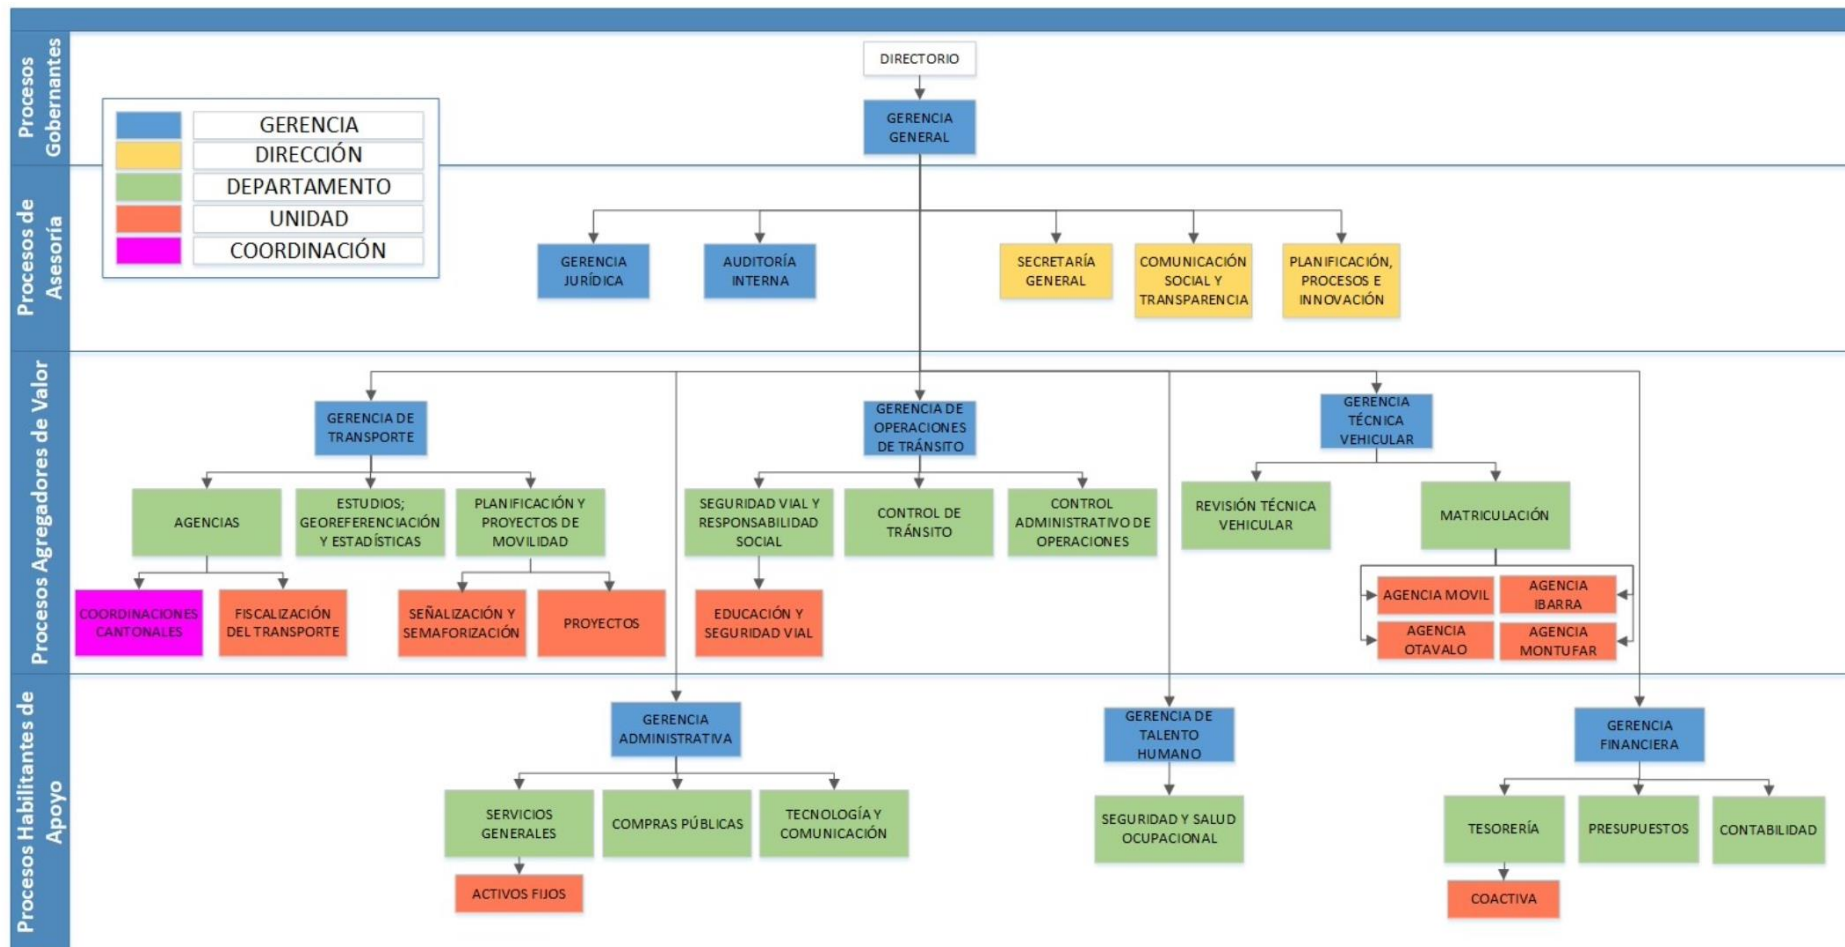 Procesos
Gobernantes
DIRECTORIO
GERENCIA
GENERAL
GERENCIA
DIRECCIÓN
DEPARTAMENTO
UNIDAD
COORDINACIÓN
Procesos de
Asesoría
GERENCIA
JURÍDICA
AUDITORÍA
INTERNA
SECRETARÍA
GENERAL
COMUNICACIÓN
SOCIAL Y
TRANSPARENCIA
PLANIFICACIÓN,
PROCESOS E
INNOVACIÓN
Procesos Agregadores de Valor
GERENCIA DE
TRANSPORTE
GERENCIA DE
OPERACIONES
DE TRÁNSITO
GERENCIA
TÉCNICA
VEHICULAR
AGENCIAS
ESTUDIOS;
GEOREFERENCIACIÓN
Y ESTADÍSTICAS
PLANIFICACIÓN Y
PROYECTOS DE
MOVILIDAD
SEGURIDAD VIAL Y
RESPONSABILIDAD
SOCIAL
CONTROL DE
TRÁNSITO
CONTROL
ADMINISTRATIVO DE
OPERACIONES
REVISIÓN TÉCNICA
VEHICULAR
MATRICULACIÓN
COORDINACIONES
CANTONALES
FISCALIZACIÓN
DEL TRANSPORTE
SEÑALIZACIÓN Y
SEMAFORIZACIÓN
PROYECTOS
EDUCACIÓN Y
SEGURIDAD VIAL
AGENCIA MOVIL
AGENCIA
IBARRA
AGENCIA
OTAVALO
AGENCIA
MONTUFAR
Procesos Habilitantes de
Apoyo
GERENCIA
ADMINISTRATIVA
GERENCIA DE
TALENTO
HUMANO
GERENCIA
FINANCIERA
SERVICIOS
GENERALES
COMPRAS PÚBLICAS
TECNOLOGÍA Y
COMUNICACIÓN
SEGURIDAD Y SALUD
OCUPACIONAL
TESORERÍA
PRESUPUESTOS
CONTABILIDAD
ACTIVOS FIJOS
COACTIVA